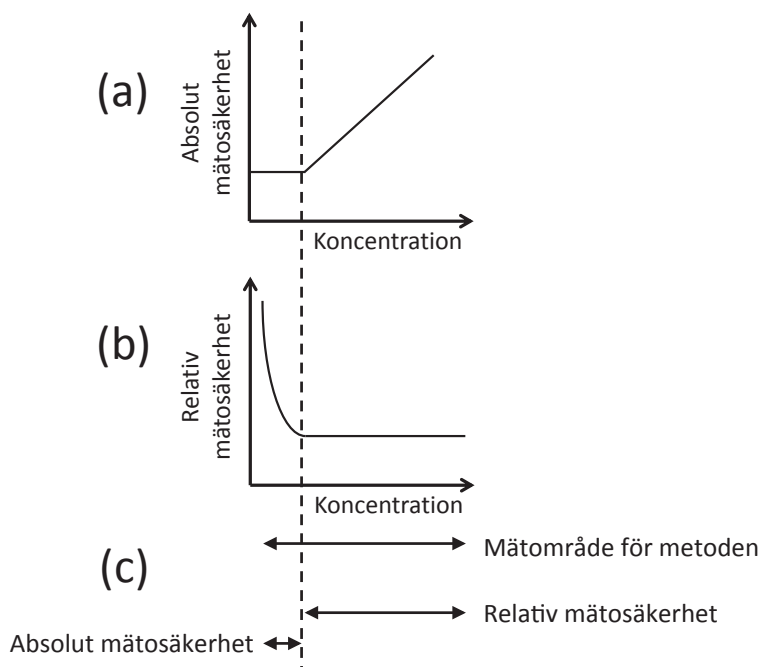 (a)
Absolut
mätosäkerhet
Koncentration
(b)
Relativ
mätosäkerhet
Koncentration
(c)
Mätområde för metoden
Relativ mätosäkerhet
Absolut mätosäkerhet